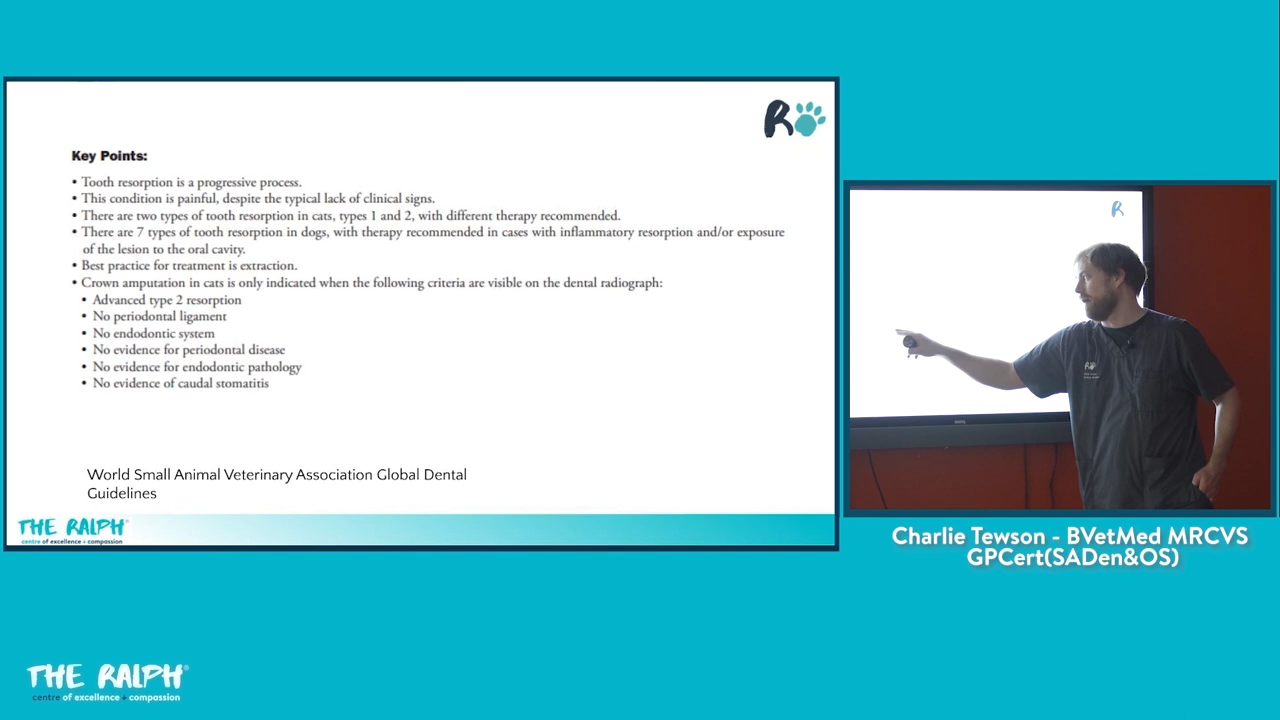 R
Key Points:
• Tooth resorption is a progressive process.
• This condition is painful, despite the typical lack of clinical signs.
• There are two types of tooth resorption in cats, types 1 and 2, with different therapy recommended.
• There are 7 types of tooth resorption in dogs, with therapy recommended in cases with inflammatory resorption and/or exposure
of the lesion to the oral cavity.
• Best practice for treatment is extraction.
• Crown amputation in cats is only indicated when the following criteria are visible on the dental radiograph:
• Advanced type 2 resorption
• No periodontal ligament
• No endodontic system
• No evidence for periodontal disease
• No evidence for endodontic pathology
• No evidence of caudal stomatitis
World Small Animal Veterinary Association Global Dental
Guidelines
THE RALPH®
centre of excellence + compassion
R
R
Charlie Tewson - BVetMed MRCVS
GPCert(SADen&OS)
THE RALPH®
centre of excellence + compassion